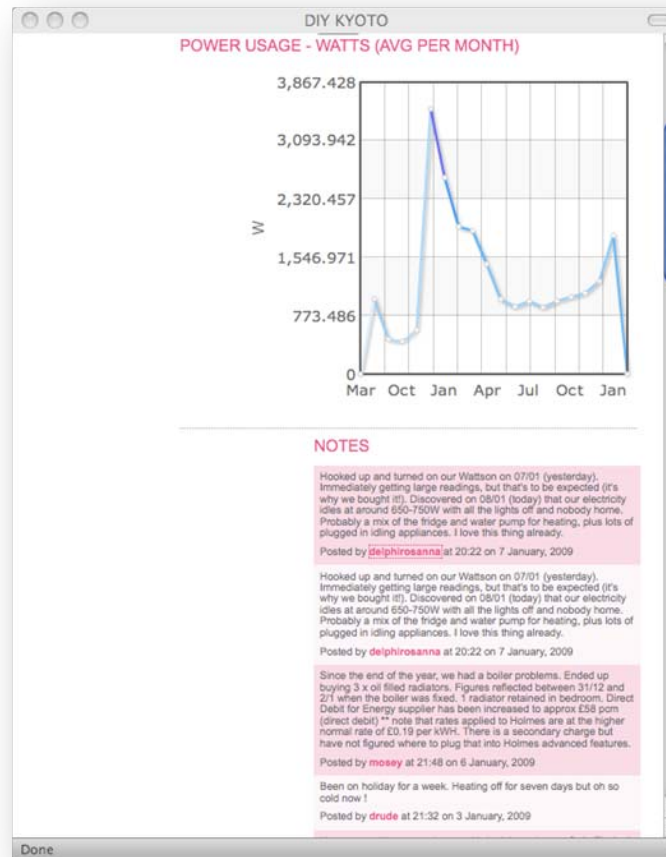 DIY KYOTO
POWER USAGE - WATTS (AVG PER MONTH)
3,867.428
3,093.942
2,320.457
W
1,546.971
773.486
0
Mar Oct Jan Apr Jul Oct Jan
NOTES
Hooked up and turned on our Wattson on 07/01 (yesterday).
Immediately getting large readings, but that's to be expected (it's
why we bought it!). Discovered on 08/01 (today) that our electricity
idles at around 650-750W with all the lights off and nobody home.
Probably a mix of the fridge and water pump for heating, plus lots of
plugged in idling appliances. I love this thing already.
Posted by delphirosanna at 20:22 on 7 January, 2009
Hooked up and turned on our Wattson on 07/01 (yesterday).
Immediately getting large readings, but that's to be expected (it's
why we bought it!). Discovered on 08/01 (today) that our electricity
idles at around 650-750W with all the lights off and nobody home.
Probably a mix of the fridge and water pump for heating, plus lots of
plugged in idling appliances. I love this thing already.
Posted by delphirosanna at 20:22 on 7 January, 2009
Since the end of the year, we had a boiler problems. Ended up
buying 3 x oil filled radiators. Figures reflected between 31/12 and
2/1 when the boiler was fixed. 1 radiator retained in bedroom. Direct
Debit for Energy supplier has been increased to approx £58 pcm
(direct debit) ** note that rates applied to Holmes are at the higher
normal rate of £0.19 per kWH. There is a secondary charge but
have not figured where to plug that into Holmes advanced features.
Posted by mosey at 21:48 on 6 January, 2009
Been on holiday for a week. Heating off for seven days but oh so
cold now !
Posted by drude at 21:32 on 3 January, 2009
Done